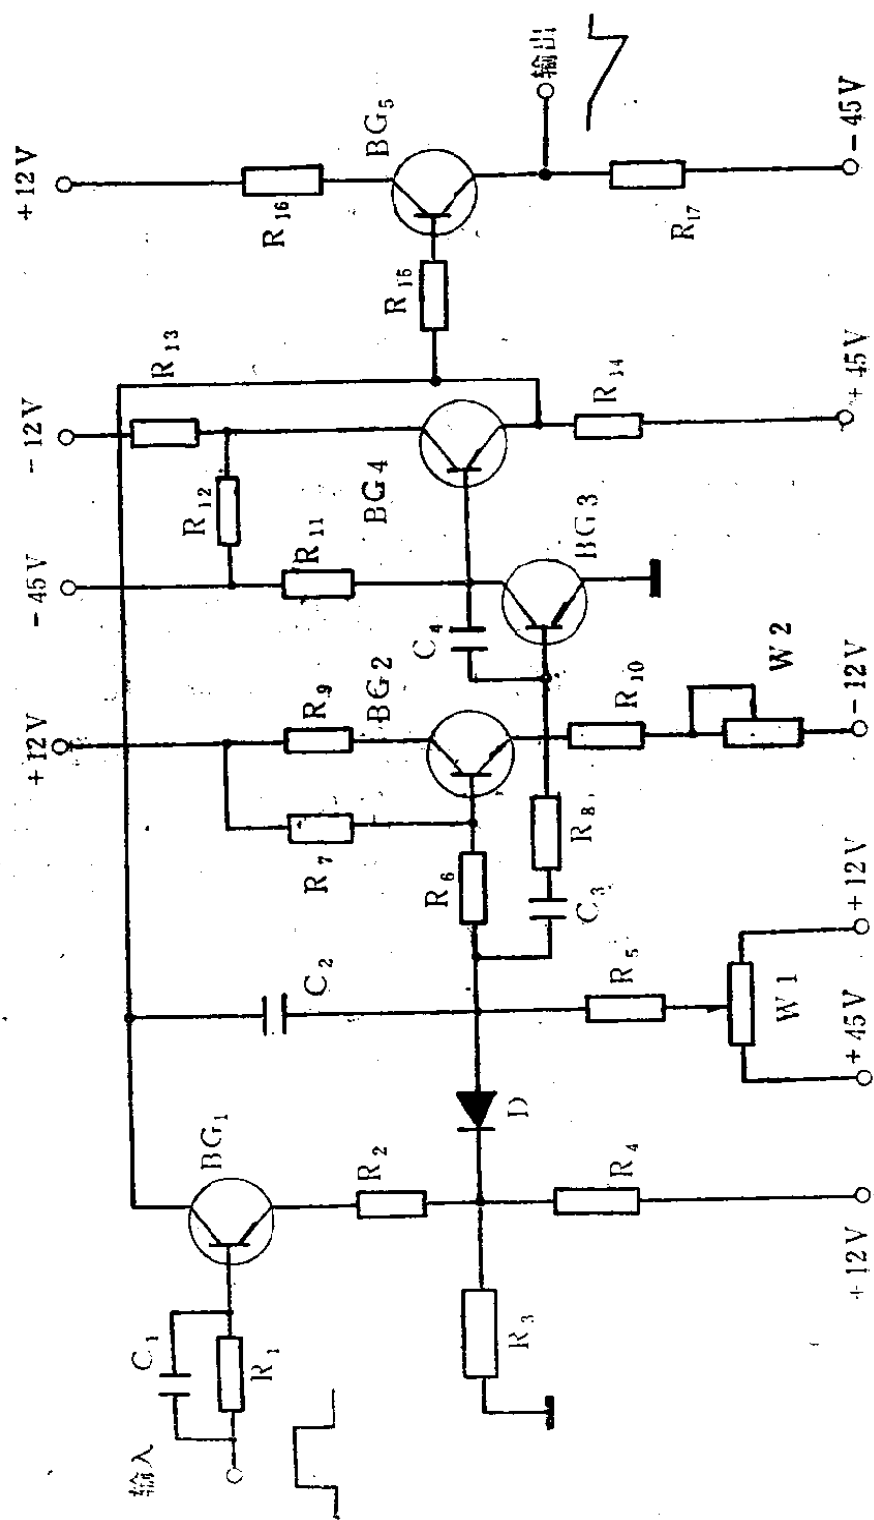 输入
C1
R1
BG1
R2
R3
R4
+12V
D
C2
R5
W1
+45V
+12V
R6
C3
R7
R8
+12V
R9
BG2
R10
W2
-12V
C4
BG3
-45V
R11
R12
BG4
-12V
R13
R14
+45V
R15
+12V
R16
BG5
输出
R17
-45V